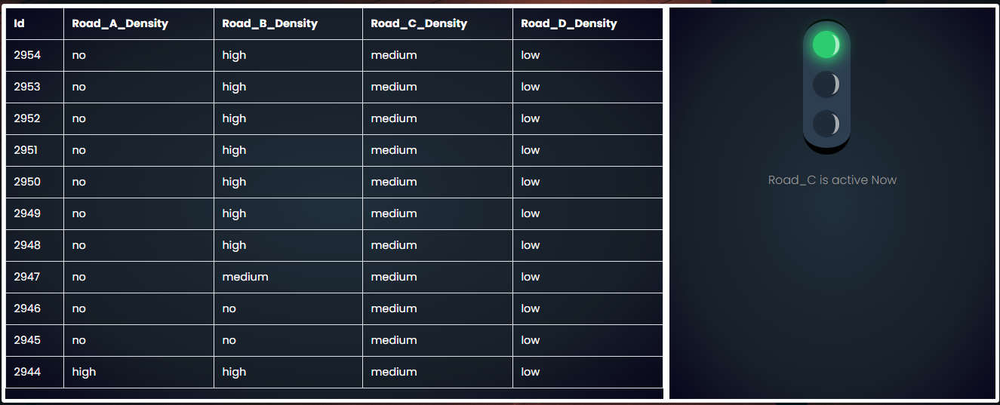 Id Road_A_Density Road_B_Density Road_C_Density Road_D_Density
2954 no high medium low
2953 no high medium low
2952 no high medium low
2951 no high medium low
2950 no high medium low
2949 no high medium low
2948 no high medium low
2947 no medium medium low
2946 no no medium low
2945 no no medium low
2944 high high medium low
Road_C is active Now